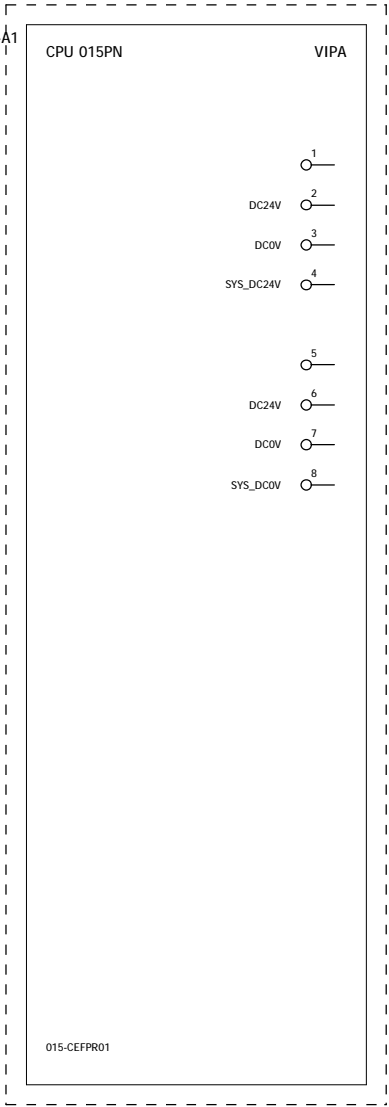 A1
CPU 015PN VIPA
1
DC24V 2
DC0V 3
SYS_DC24V 4
5
DC24V 6
DC0V 7
SYS_DC0V 8
015-CEFPR01